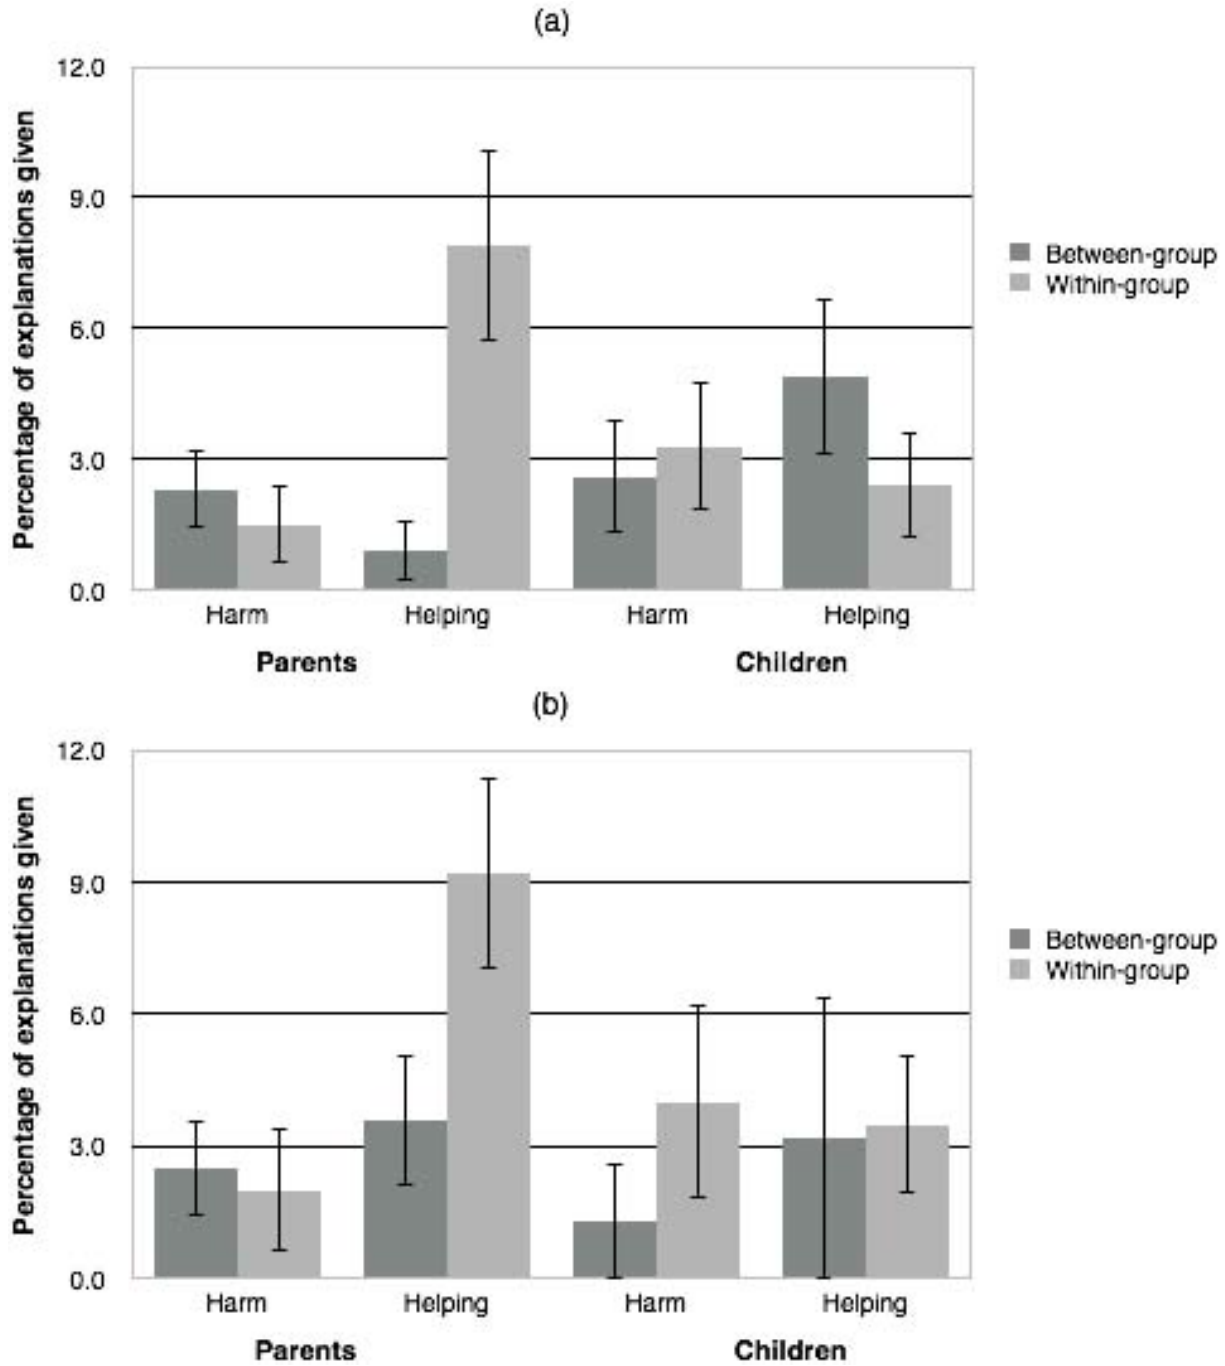 (a)
Percentage of explanations given
12.0
9.0
6.0
3.0
0.0
Harm Helping Harm Helping
Parents Children
Between-group
Within-group
(b)
Percentage of explanations given
12.0
9.0
6.0
3.0
0.0
Harm Helping Harm Helping
Parents Children
Between-group
Within-group